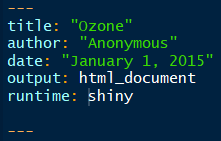 ---
title: "Ozone"
author: "Anonymous"
date: "January 1, 2015"
output: html_document
runtime: shiny
---